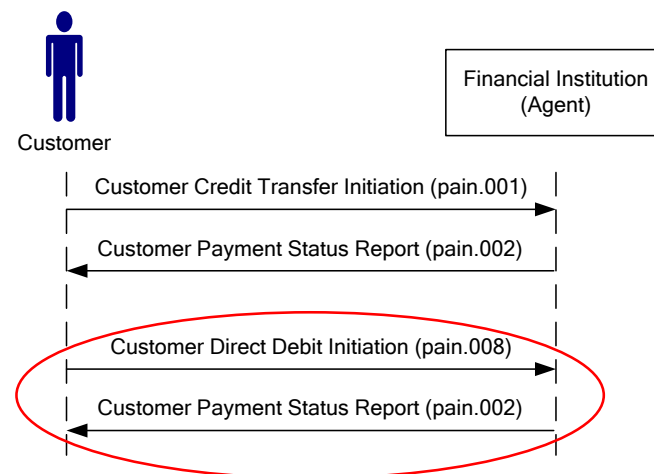 Financial Institution
(Agent)
Customer
Customer Credit Transfer Initiation (pain.001)
Customer Payment Status Report (pain.002)
Customer Direct Debit Initiation (pain.008)
Customer Payment Status Report (pain.002)